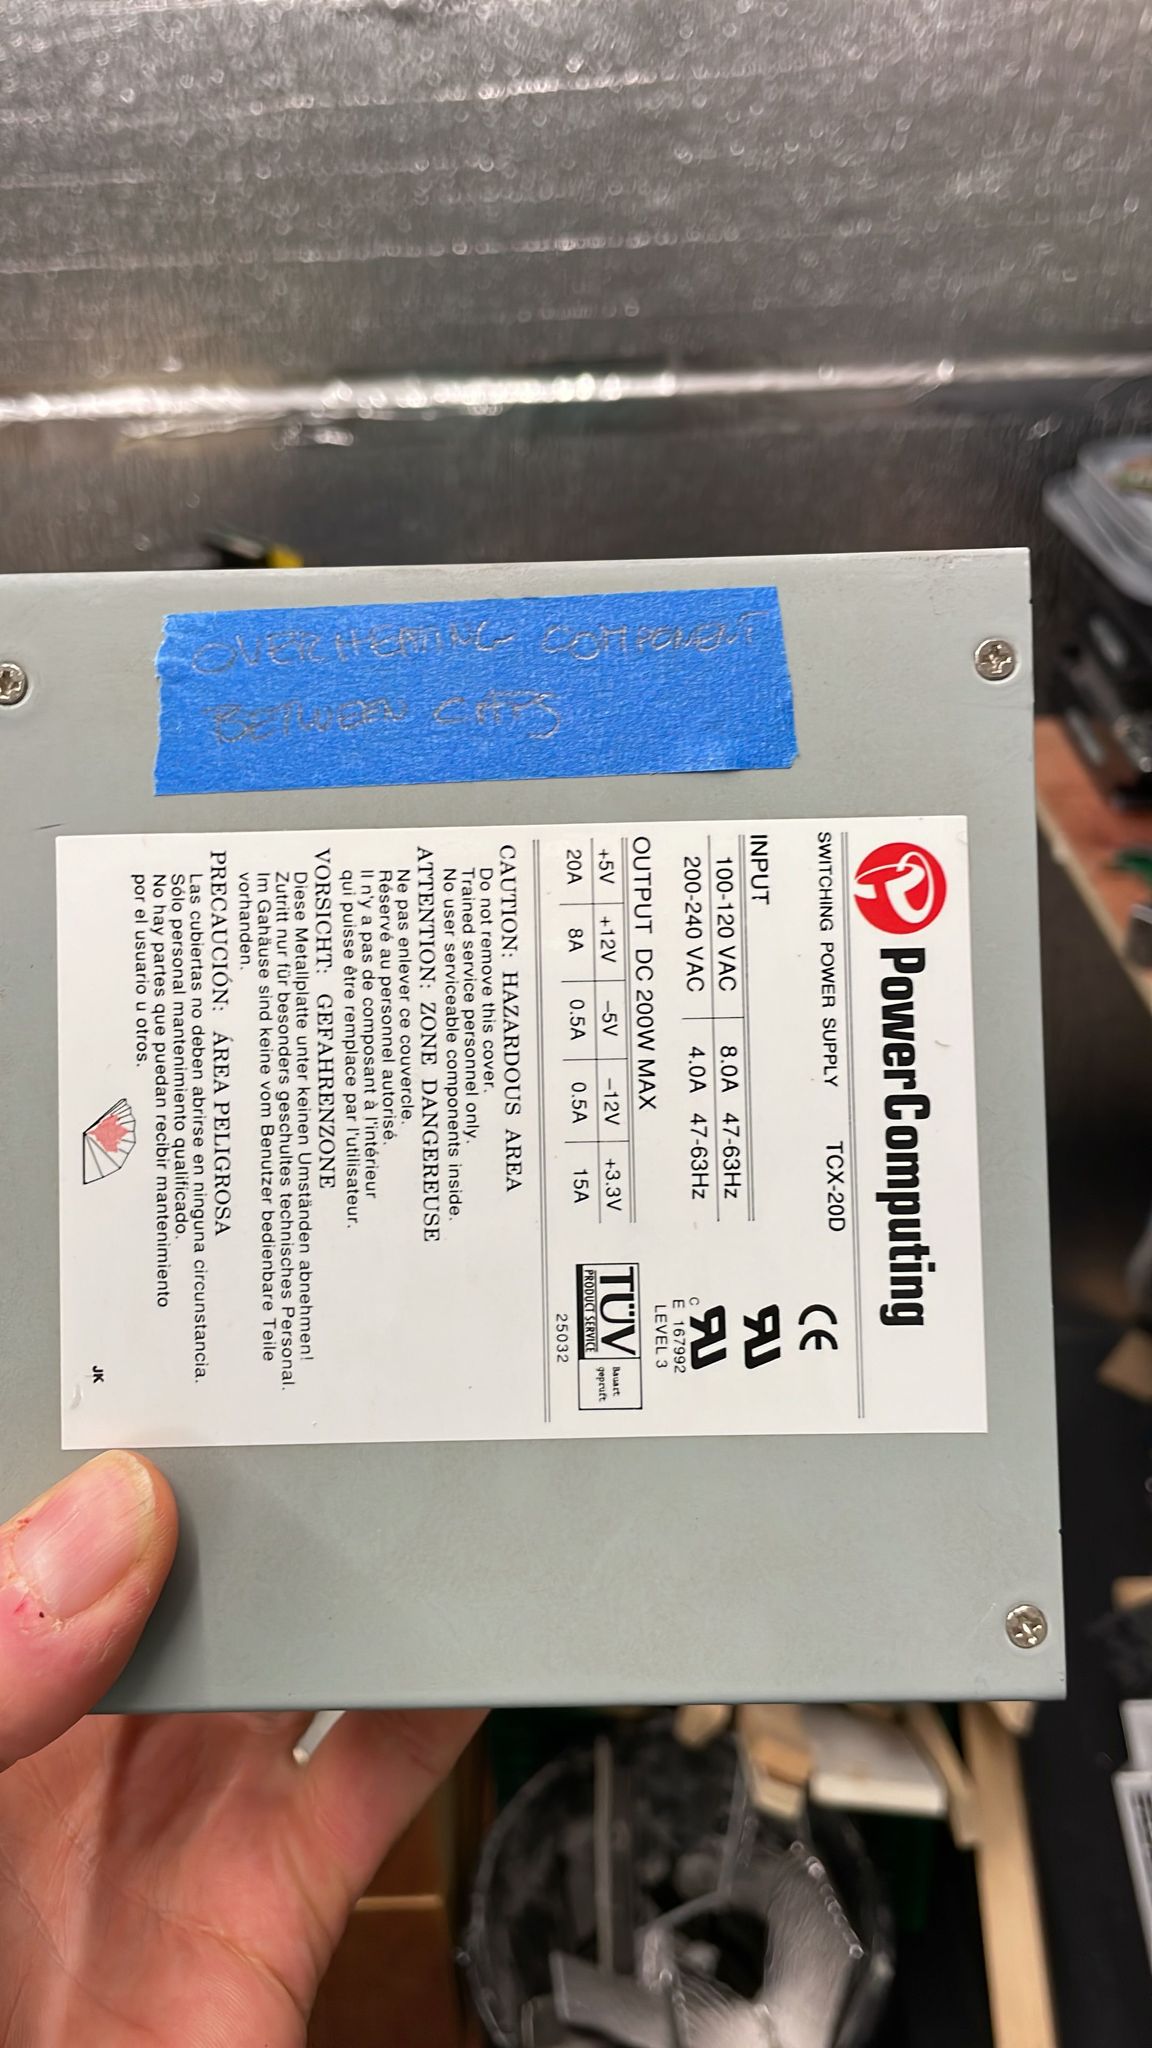 OVERHEATING COMPONENT
BETWEEN CAPS
PowerComputing
SWITCHING POWER SUPPLY TCX-20D
INPUT
100-120 VAC 8.0A 47-63Hz
200-240 VAC 4.0A 47-63Hz
OUTPUT DC 200W MAX
+5V +12V –5V –12V +3.3V
20A 8A 0.5A 0.5A 15A
CE
C
E 167992
LEVEL 3
TÜV
PRODUCT SERVICE
Bauart
geprüft
25032
CAUTION: HAZARDOUS AREA
Do not remove this cover.
Trained service personnel only.
No user serviceable components inside.
ATTENTION: ZONE DANGEREUSE
Ne pas enlever ce couvercle.
Réservé au personnel autorisé.
Il n'y a pas de composant à l'intérieur
qui puisse être remplace par l'utilisateur.
VORSICHT: GEFAHRENZONE
Diese Metallplatte unter keinen Umständen abnehmen!
Zutritt nur für besonders geschultes technisches Personal.
Im Gahäuse sind keine vom Benutzer bedienbare Teile
vorhanden.
PRECAUCIÓN: ÁREA PELIGROSA
Las cubiertas no deben abrirse en ninguna circunstancia.
Sólo personal mantenimiento qualificado.
No hay partes que puedan recibir mantenimiento
por el usuario u otros.
JK